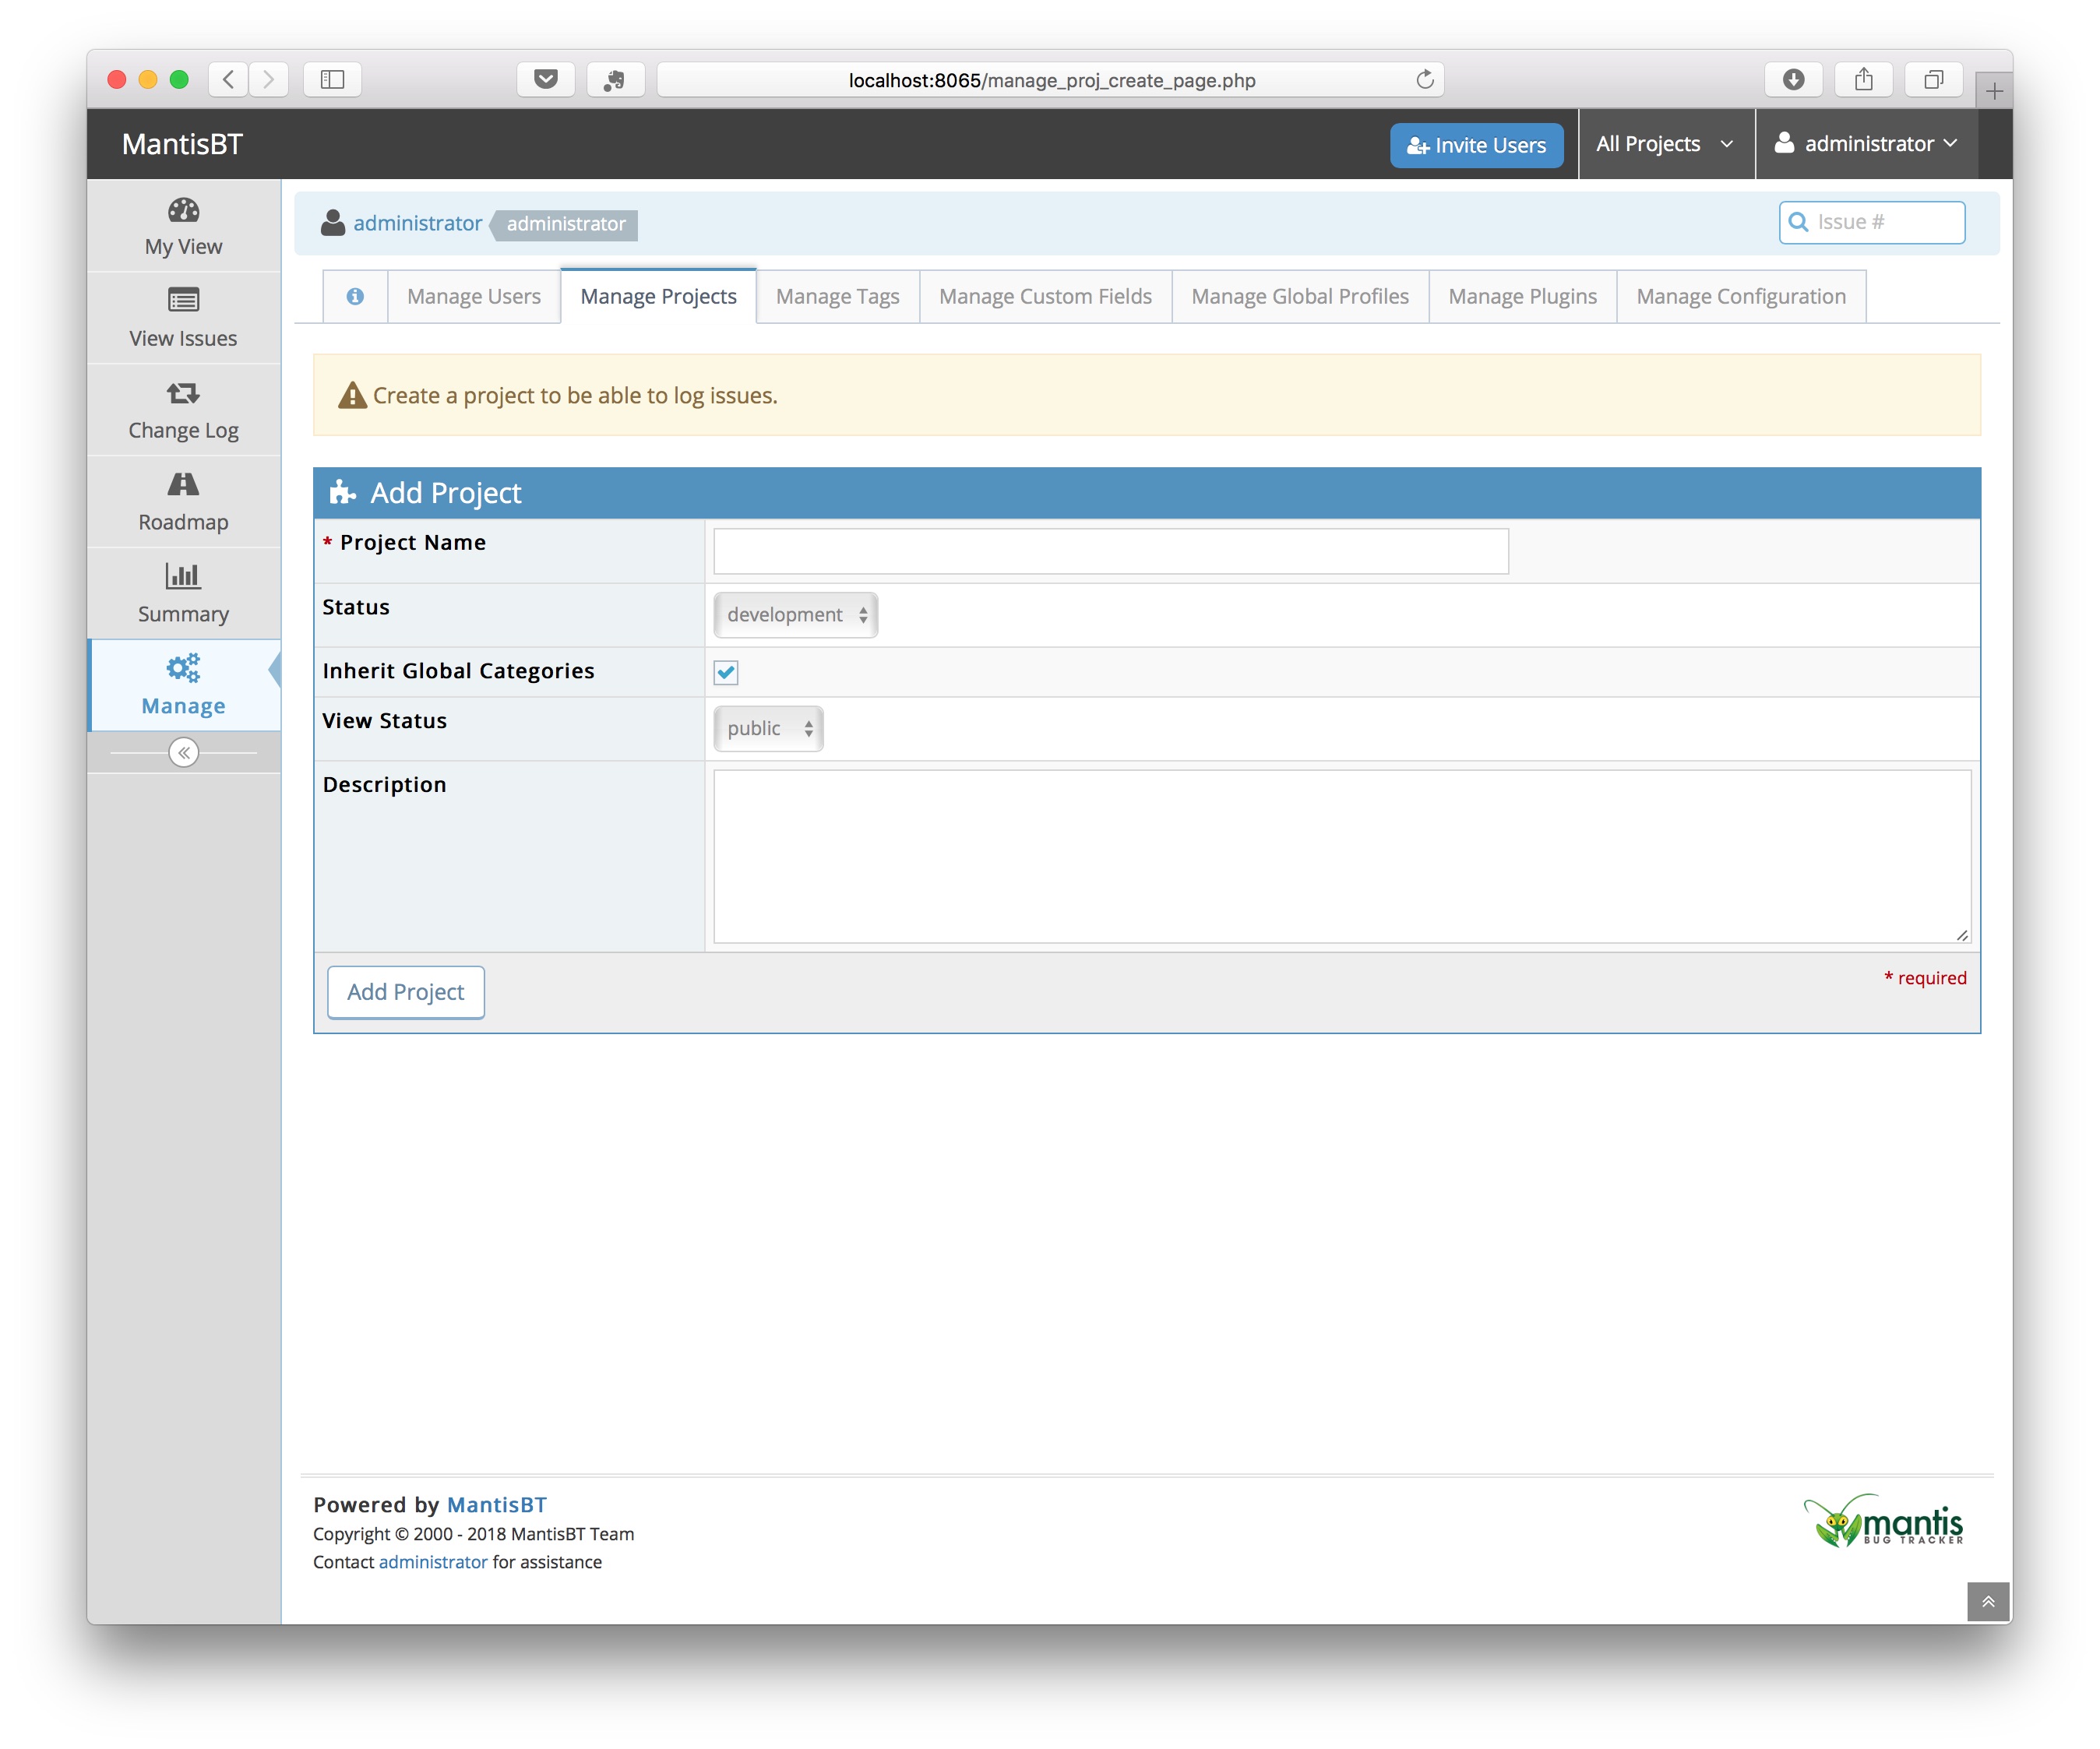 localhost:8065/manage_proj_create_page.php
MantisBT
Invite Users
All Projects
administrator
My View
View Issues
Change Log
Roadmap
Summary
Manage
administrator
administrator
Issue #
Manage Users
Manage Projects
Manage Tags
Manage Custom Fields
Manage Global Profiles
Manage Plugins
Manage Configuration
Create a project to be able to log issues.
Add Project
* Project Name
Status
development
Inherit Global Categories
View Status
public
Description
Add Project
* required
Powered by MantisBT
Copyright © 2000 - 2018 MantisBT Team
Contact administrator for assistance
mantis
BUG TRACKER